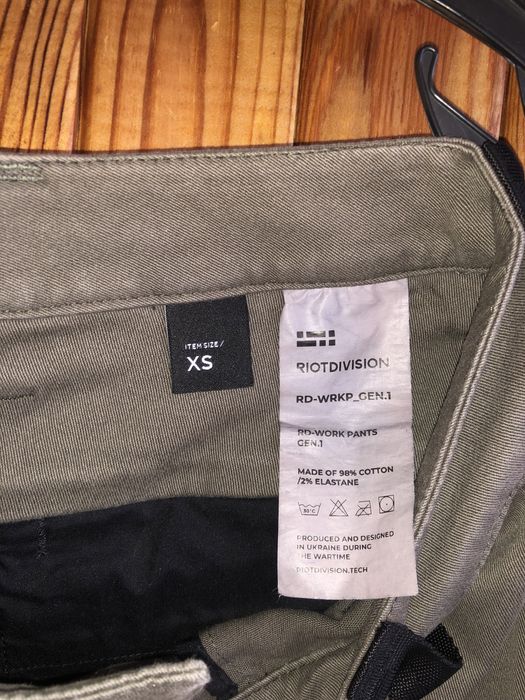 ITEM SIZE/
XS
RIOTDIVISION
RD-WRKP_GEN.1
RD-WORK PANTS
GEN.1
MADE OF 98% COTTON
/2% ELASTANE
30°C
PRODUCED AND DESIGNED
IN UKRAINE DURING
THE WARTIME
RIOTDIVISION.TECH